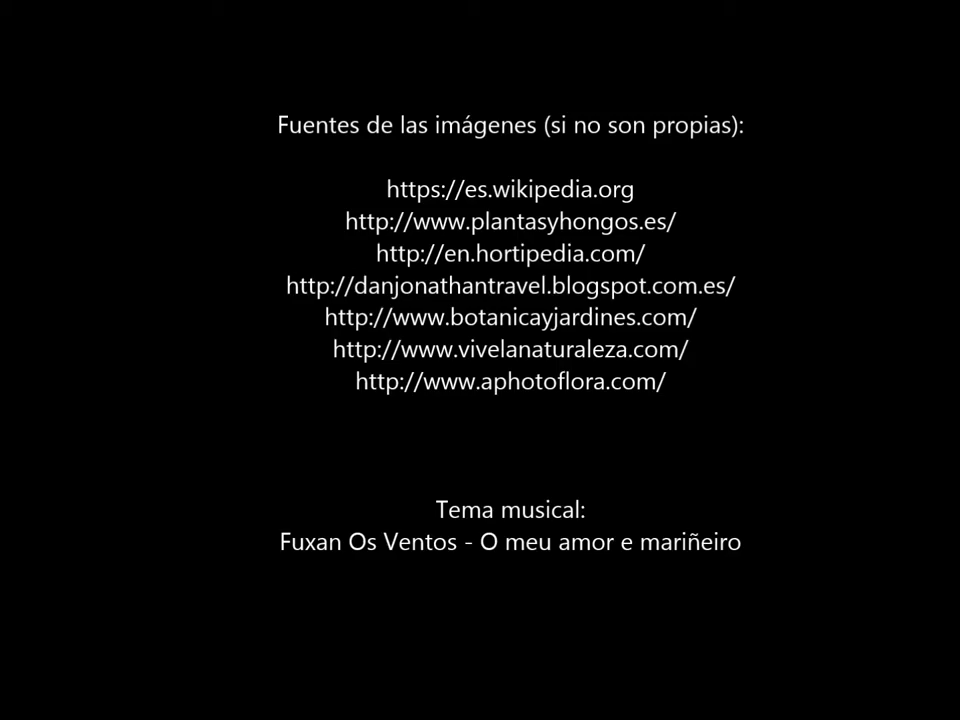 Fuentes de las imágenes (si no son propias):
https://es.wikipedia.org
http://www.plantasyhongos.es/
http://en.hortipedia.com/
http://danjonathantravel.blogspot.com.es/
http://www.botanicayjardines.com/
http://www.vivelanaturaleza.com/
http://www.aphotoflora.com/
Tema musical:
Fuxan Os Ventos - O meu amor e mariñeiro